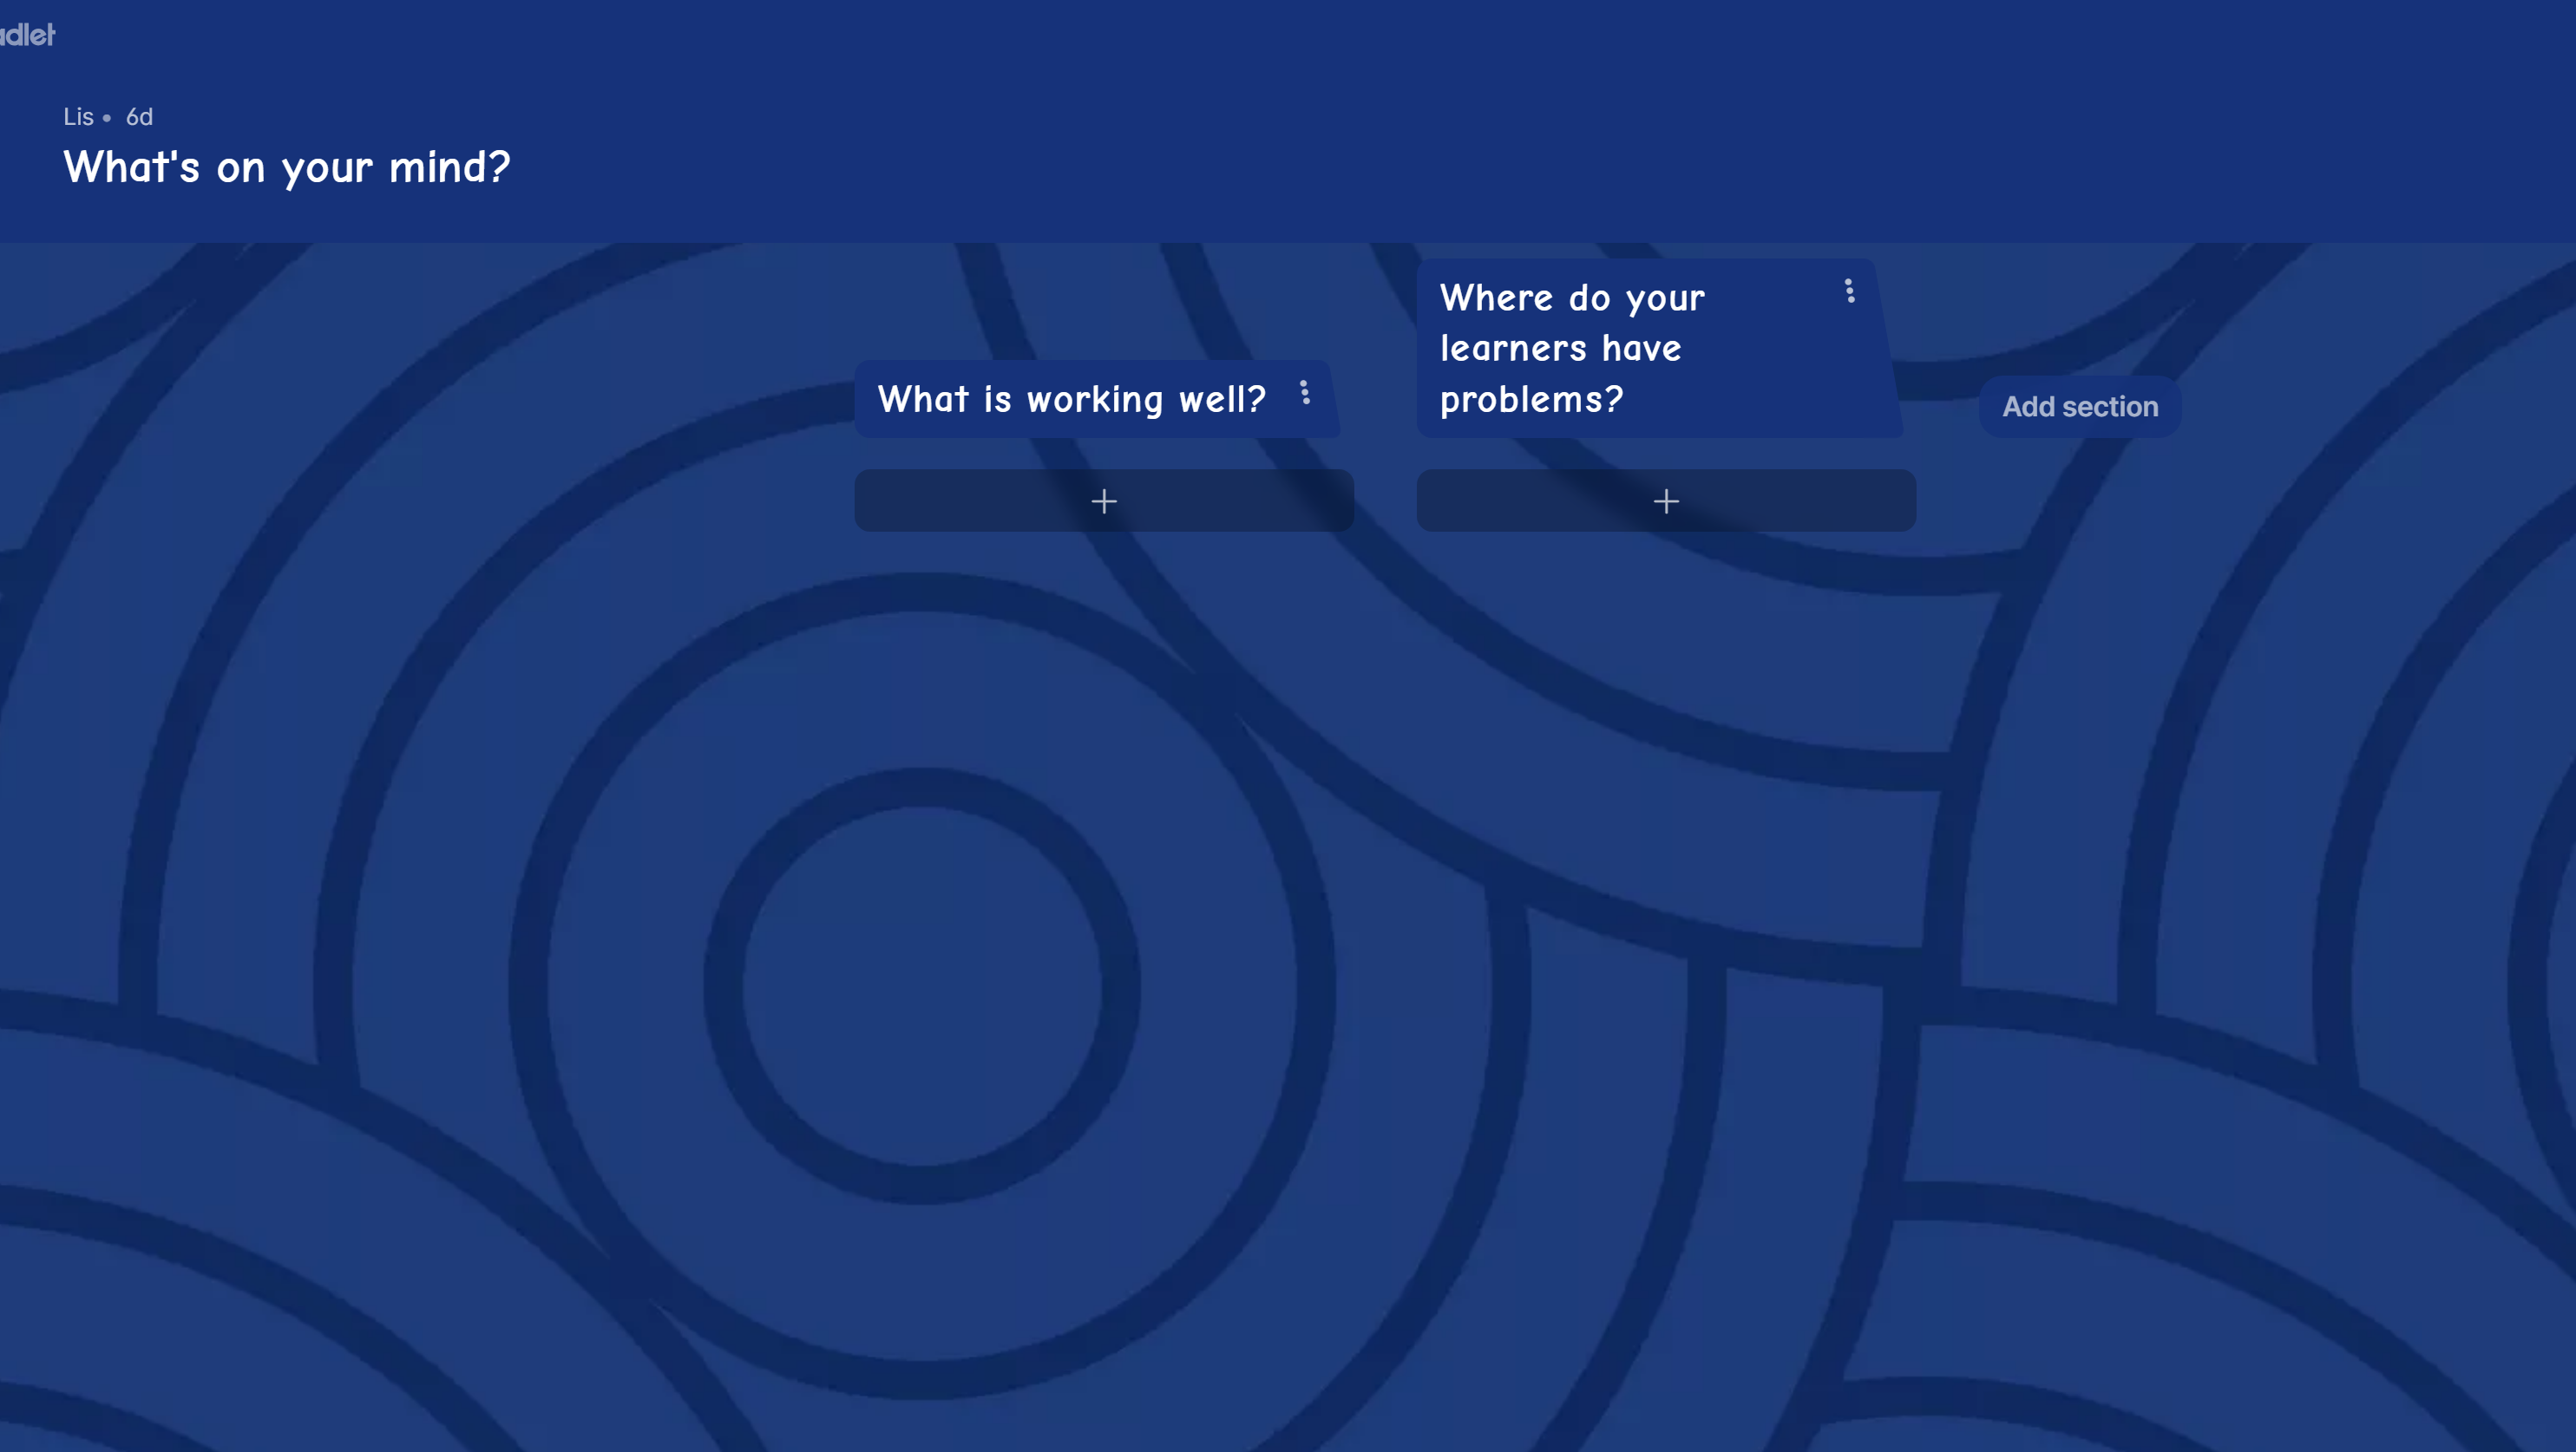 adlet
Lis • 6d
What's on your mind?
What is working well?
Where do your
learners have
problems?
Add section